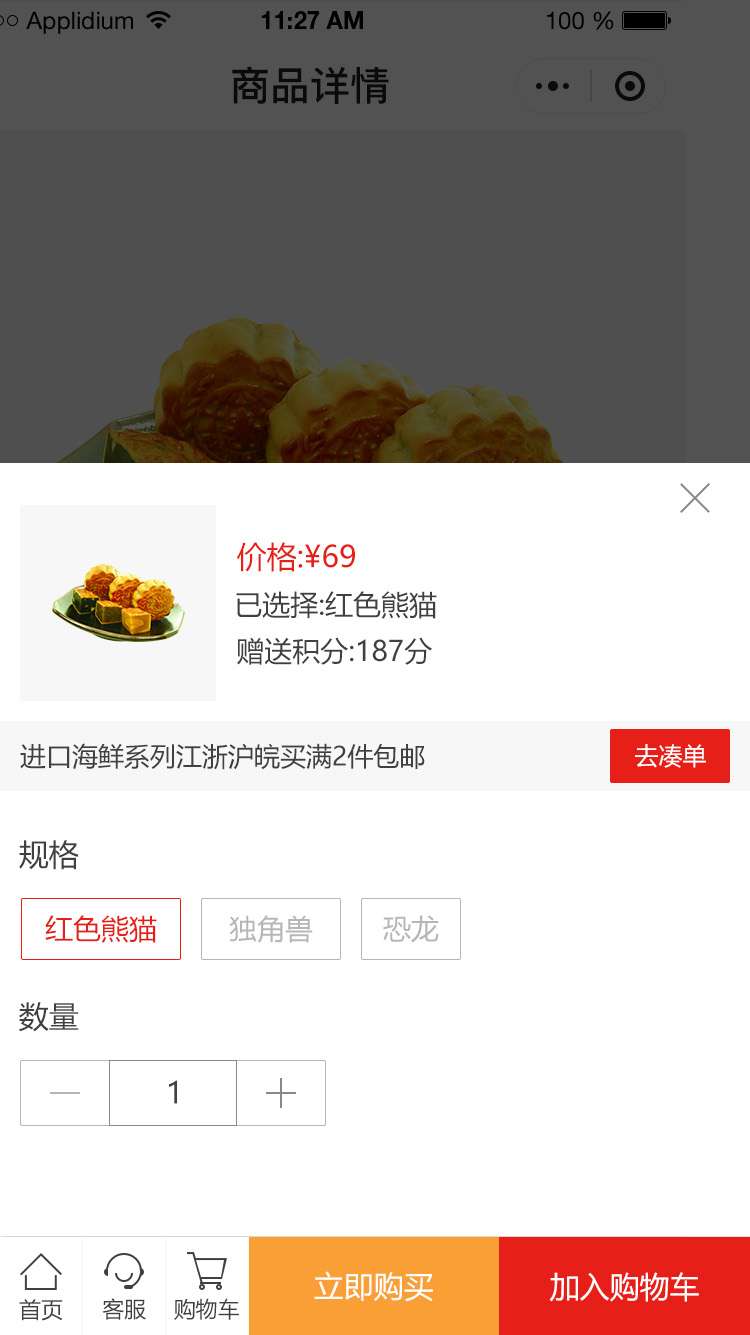 Applidium 11:27 AM 100 %
商品详情
价格:¥69
已选择:红色熊猫
赠送积分:187分
进口海鲜系列江浙沪皖买满2件包邮 去凑单
规格
红色熊猫 独角兽 恐龙
数量
1
首页 客服 购物车 立即购买 加入购物车